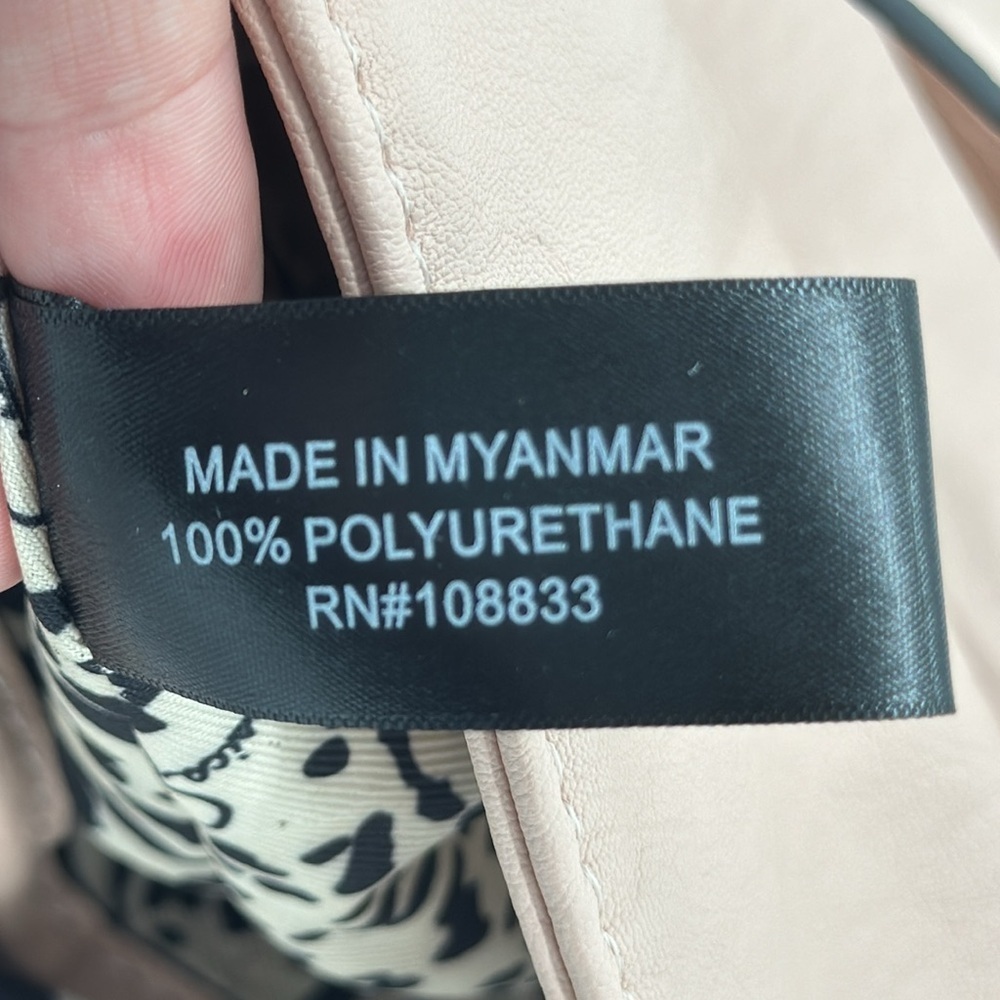 MADE IN MYANMAR
100% POLYURETHANE
RN#108833